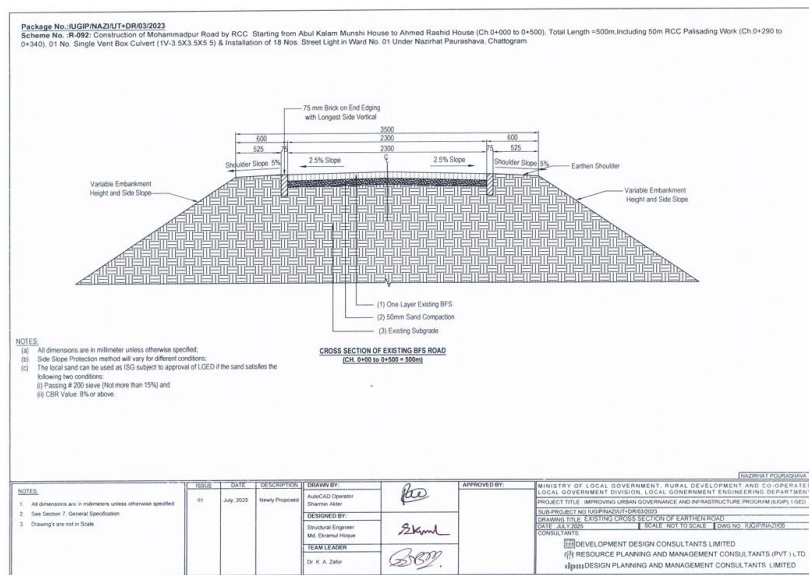 Package No.:IUGIP/NAZI/UT+DR/03/2023
Scheme No. :R-092: Construction of Mohammadpur Road by RCC Starting from Abul Kalam Munshi House to Ahmed Rashid House (Ch.0+000 to 0+500), Total Length =500m,Including 50m RCC Palisading Work (Ch.0+290 to
0+340), 01 No. Single Vent Box Culvert (1V-3.5X3.5X5 5) & Installation of 18 Nos. Street Light in Ward No. 01 Under Nazirhat Paurashava, Chattogram.
75 mm Brick on End Edging
with Longest Side Vertical
3500
600 2300 600
525 75 2300 75 525
Shoulder Slope 5% 2.5% Slope 2.5% Slope Shoulder Slope 5%
Earthen Shoulder
Variable Embankment
Height and Side Slope
Variable Embankment
Height and Side Slope
(1) One Layer Existing BFS
(2) 50mm Sand Compaction
(3) Existing Subgrade
CROSS SECTION OF EXISTING BFS ROAD
(CH. 0+00 to 0+500 = 500m)
NOTES:
(a) All dimensions are in millimeter unless otherwise specified;
(b) Side Slope Protection method will vary for different conditions;
(c) The local sand can be used as ISG subject to approval of LGED if the sand satisfies the
following two conditions:
(i) Passing # 200 sieve (Not more than 15%) and
(ii) CBR Value: 8% or above.
NAZIRHAT POURASHAVA
NOTES:
1. All dimensions are in millimeters unless otherwise specified
2. See Section 7. General Specification
3. Drawing's are not in Scale
ISSUE DATE DESCRIPTION
01 July. 2025 Newly Proposed
DRAWN BY:
AutoCAD Operator
Sharmin Akter
DESIGNED BY:
Structural Engineer
Md. Ekramul Hoque
TEAM LEADER
Dr. K. A. Zafor
APPROVED BY:
MINISTRY OF LOCAL GOVERNMENT, RURAL DEVELOPMENT AND CO-OPERATE
LOCAL GOVERNMENT DIVISION, LOCAL GONERNMENT ENGINEERING DEPARTMEN
PROJECT TITLE : IMPROVING URBAN GOVERNANCE AND INFRASTRUCTURE PROGRAM (IUGIP), LGED
SUB-PROJECT NO:IUGIP/NAZI/UT+DR/03/2023
DRAWING TITLE: EXISTING CROSS SECTION OF EARTHEN ROAD
DATE: JULY,2025 SCALE : NOT TO SCALE DWG NO. : IUGIP/NAZI/05
CONSULTANTS
DEVELOPMENT DESIGN CONSULTANTS LIMITED
RESOURCE PLANNING AND MANAGEMENT CONSULTANTS (PVT.) LTD.
dpm DESIGN PLANNING AND MANAGEMENT CONSULTANTS LIMITED